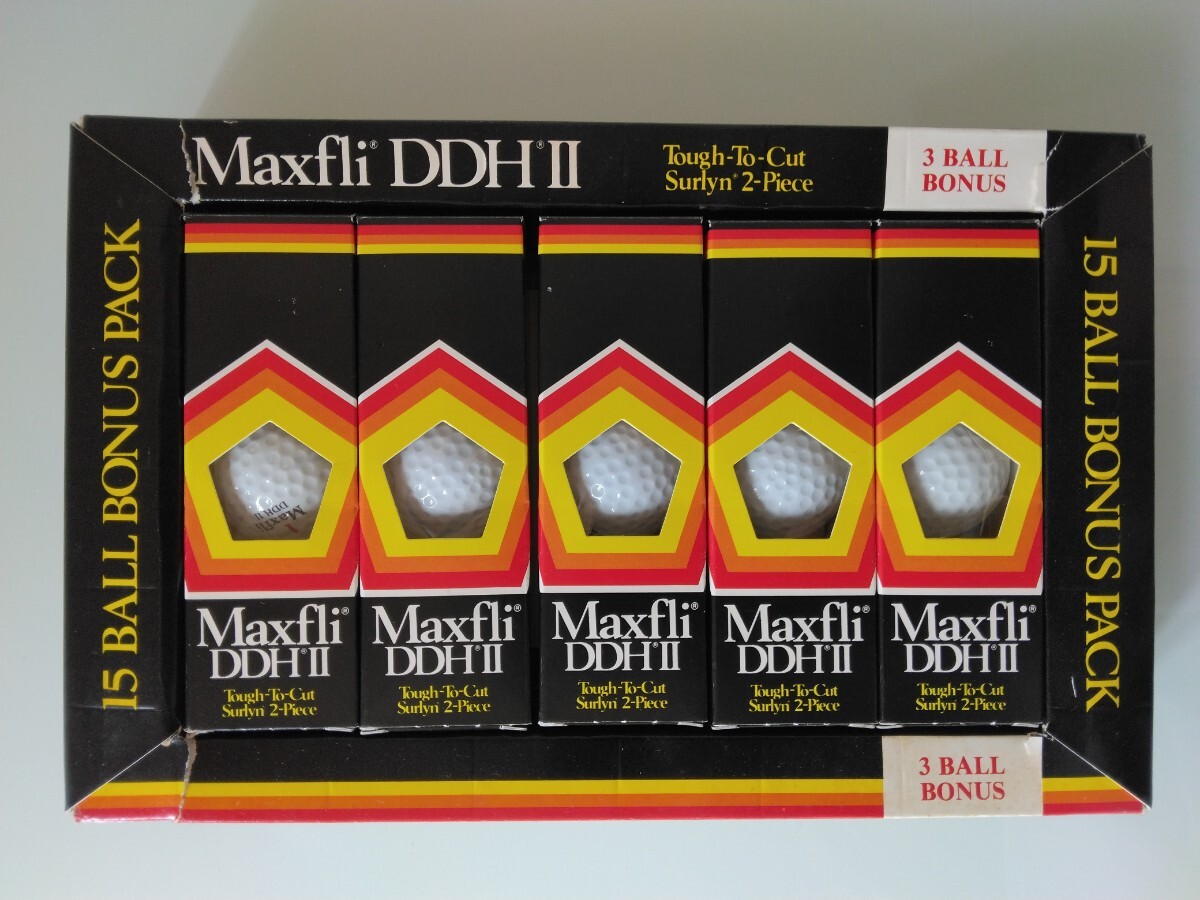 Maxfli® DDH® II
Tough-To-Cut
Surlyn® 2-Piece
3 BALL
BONUS
15 BALL BONUS PACK
15 BALL BONUS PACK
Maxfli
DDH II
Maxfli®
DDH® II
Tough-To-Cut
Surlyn® 2-Piece
Maxfli®
DDH® II
Tough-To-Cut
Surlyn® 2-Piece
Maxfli®
DDH® II
Tough-To-Cut
Surlyn® 2-Piece
Maxfli®
DDH® II
Tough-To-Cut
Surlyn® 2-Piece
Maxfli®
DDH® II
Tough-To-Cut
Surlyn® 2-Piece
3 BALL
BONUS